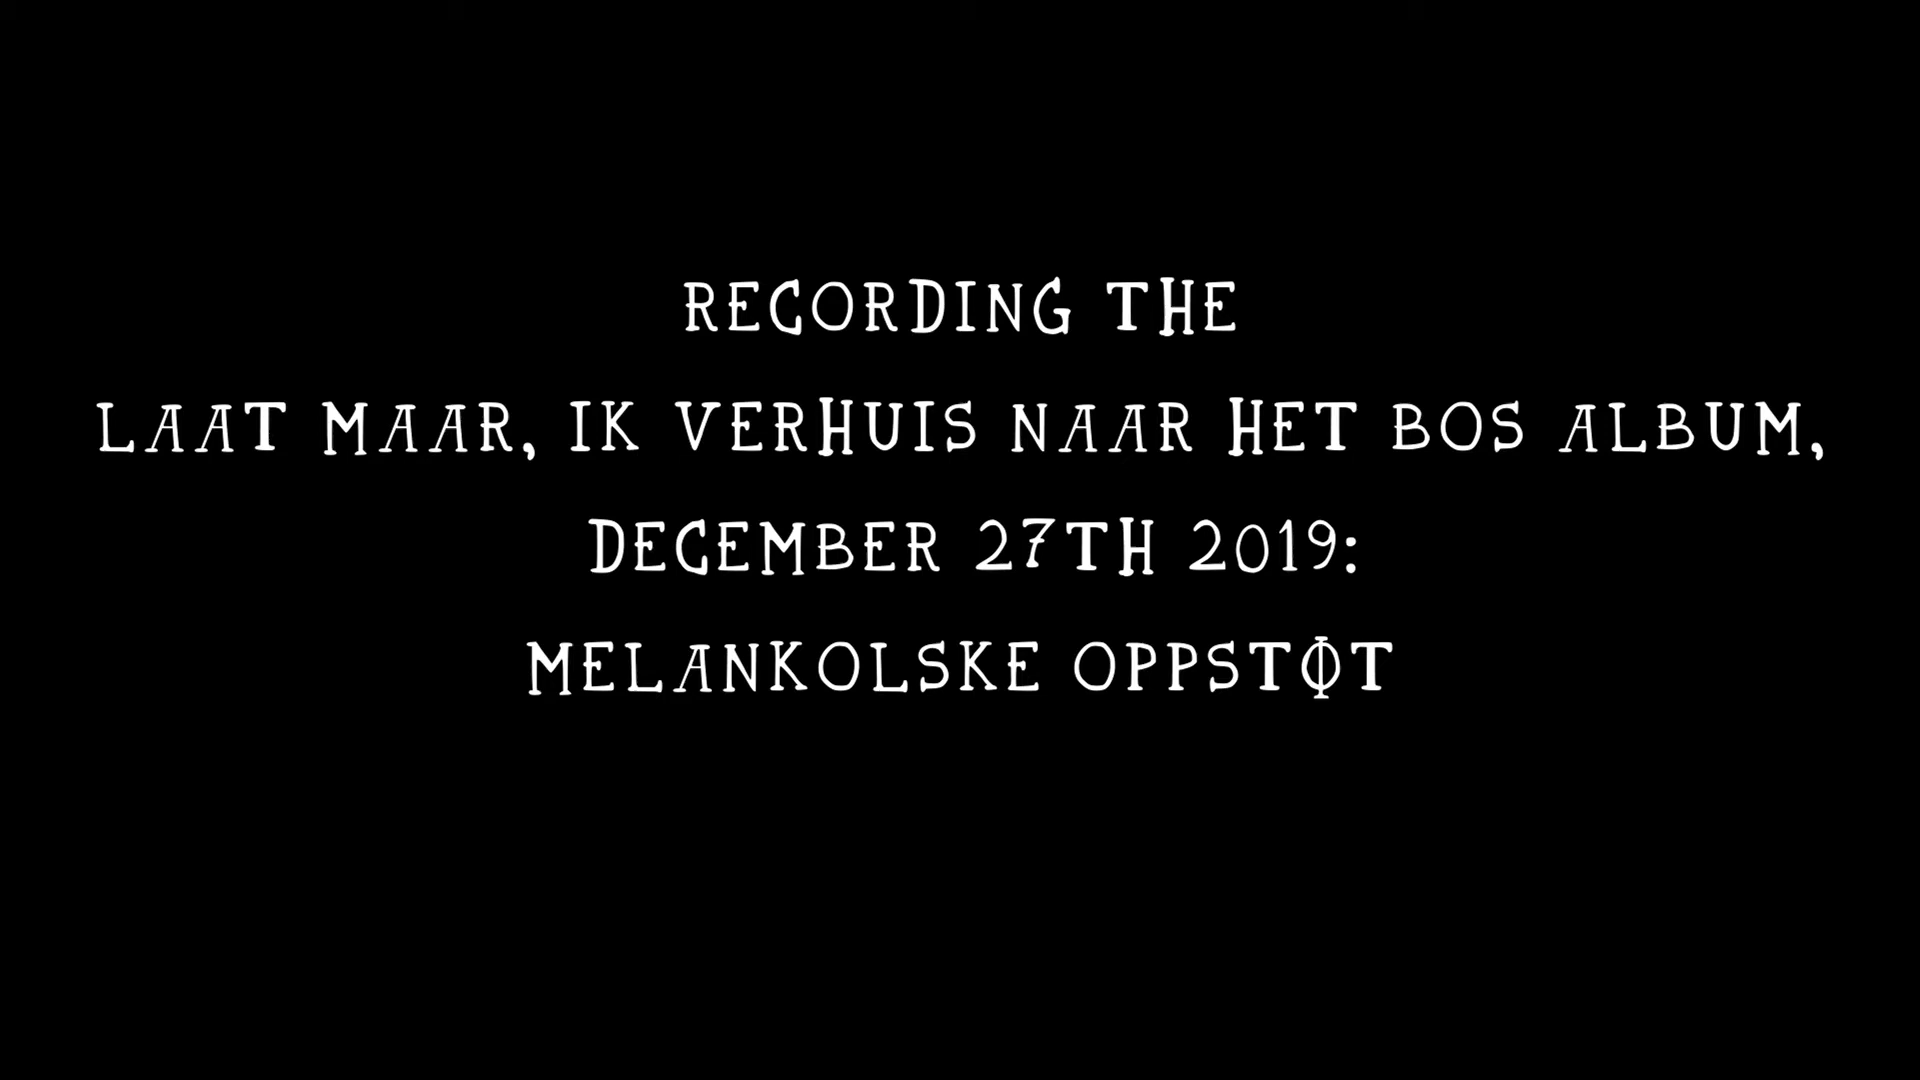 RECORDING THE
LAAT MAAR, IK VERHUIS NAAR HET BOS ALBUM,
DECEMBER 27TH 2019:
MELANKOLSKE OPPSTØT